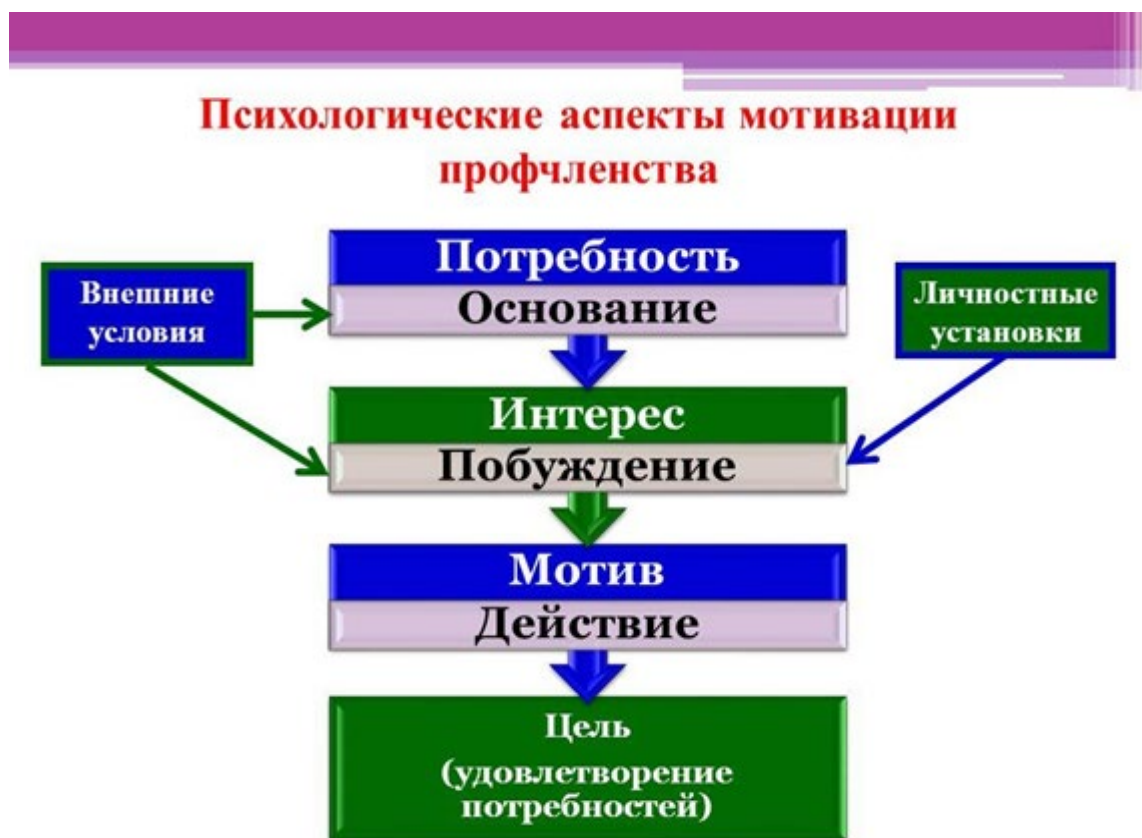 Психологические аспекты мотивации
профчленства
Потребность
Основание
Внешние
условия
Личностные
установки
Интерес
Побуждение
Мотив
Действие
Цель
(удовлетворение
потребностей)